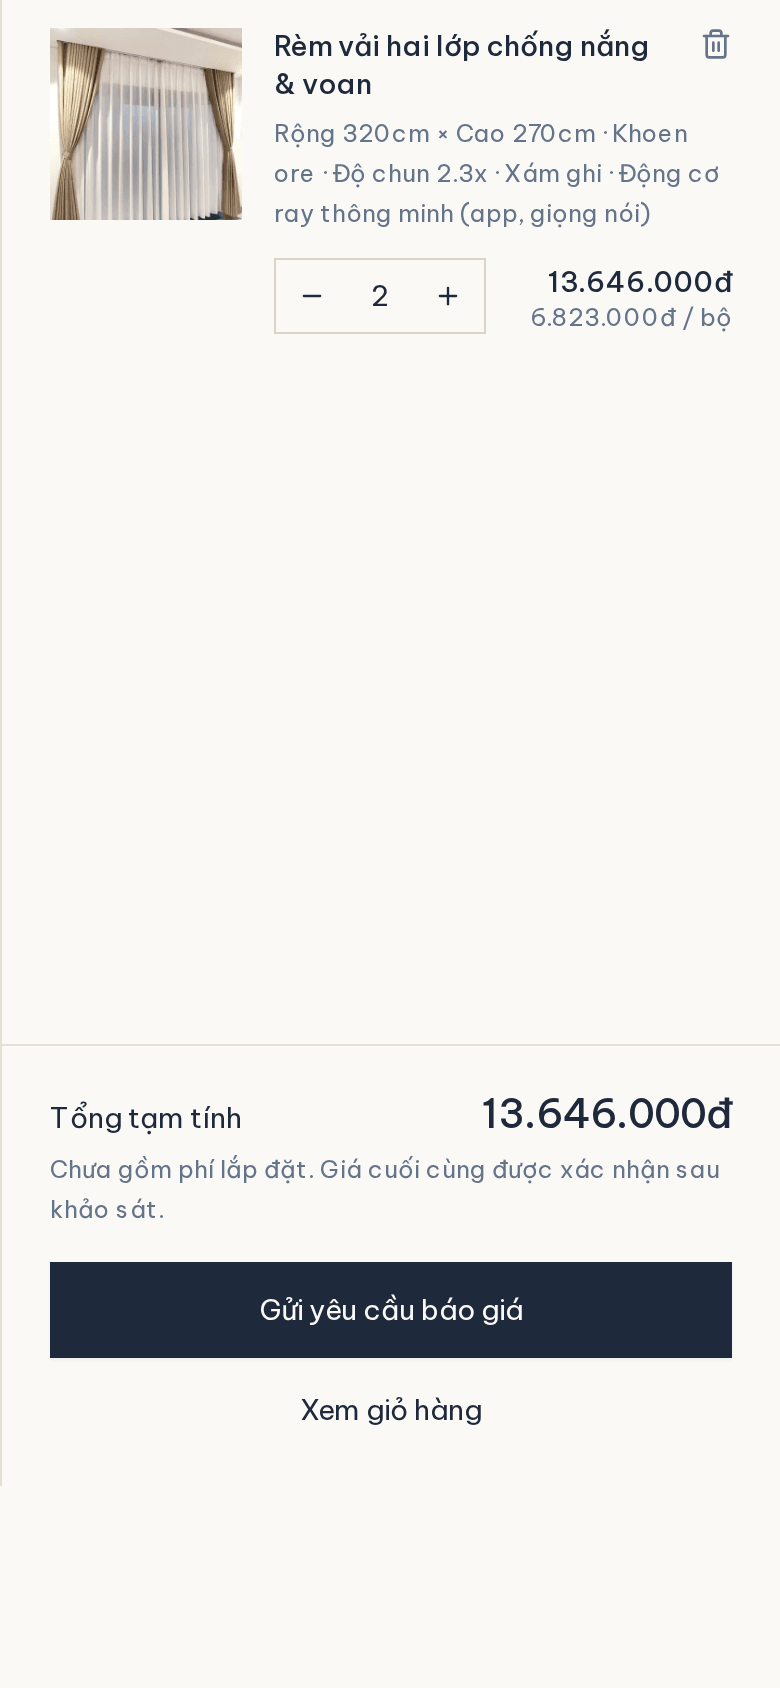 Rèm vải hai lớp chống nắng
& voan
Rộng 320cm × Cao 270cm · Khoen
ore · Độ chun 2.3x · Xám ghi · Động cơ
ray thông minh (app, giọng nói)
2
13.646.000đ
6.823.000đ / bộ
Tổng tạm tính
13.646.000đ
Chưa gồm phí lắp đặt. Giá cuối cùng được xác nhận sau
khảo sát.
Gửi yêu cầu báo giá
Xem giỏ hàng